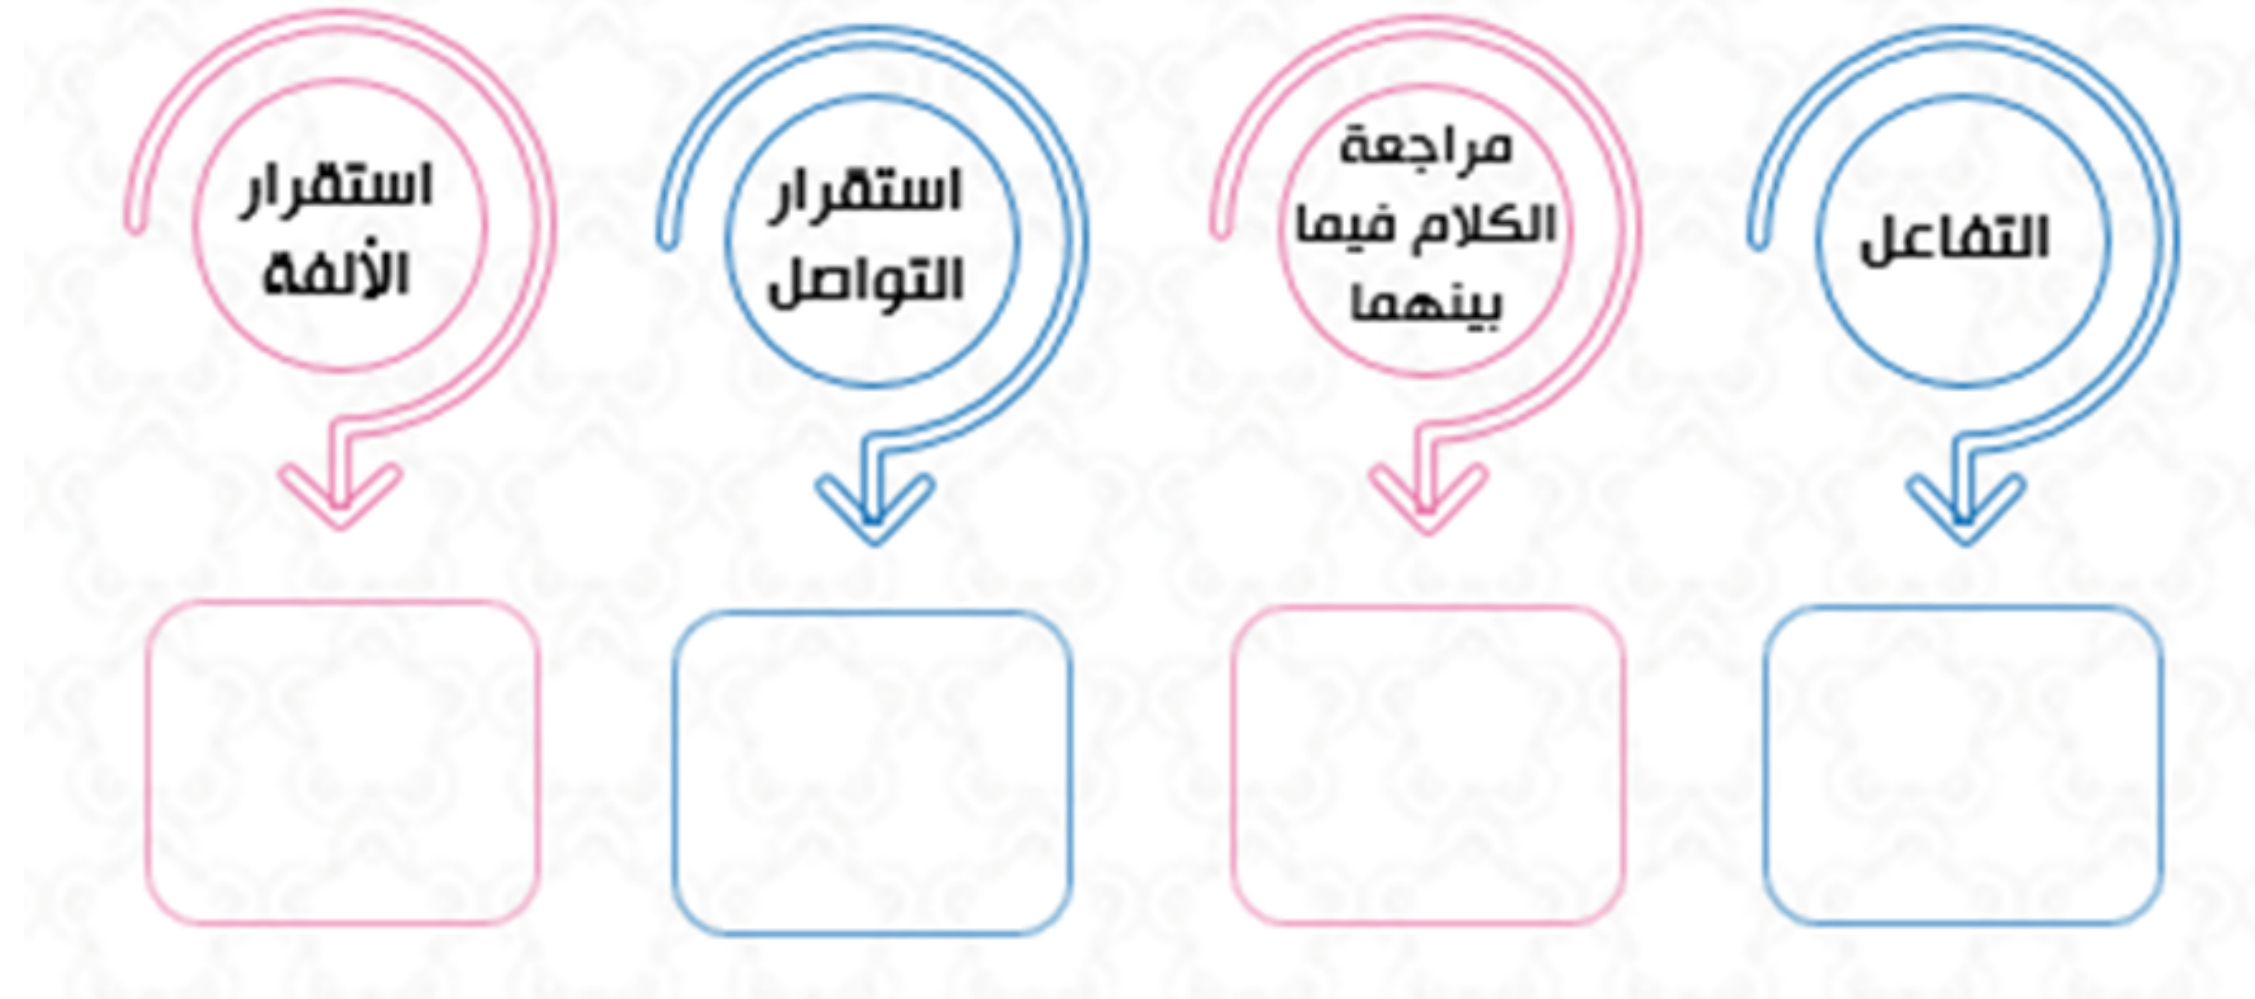 التفاعل
مراجعة
الكلام فيما
بينهما
استقرار
التواصل
استقرار
الألفة